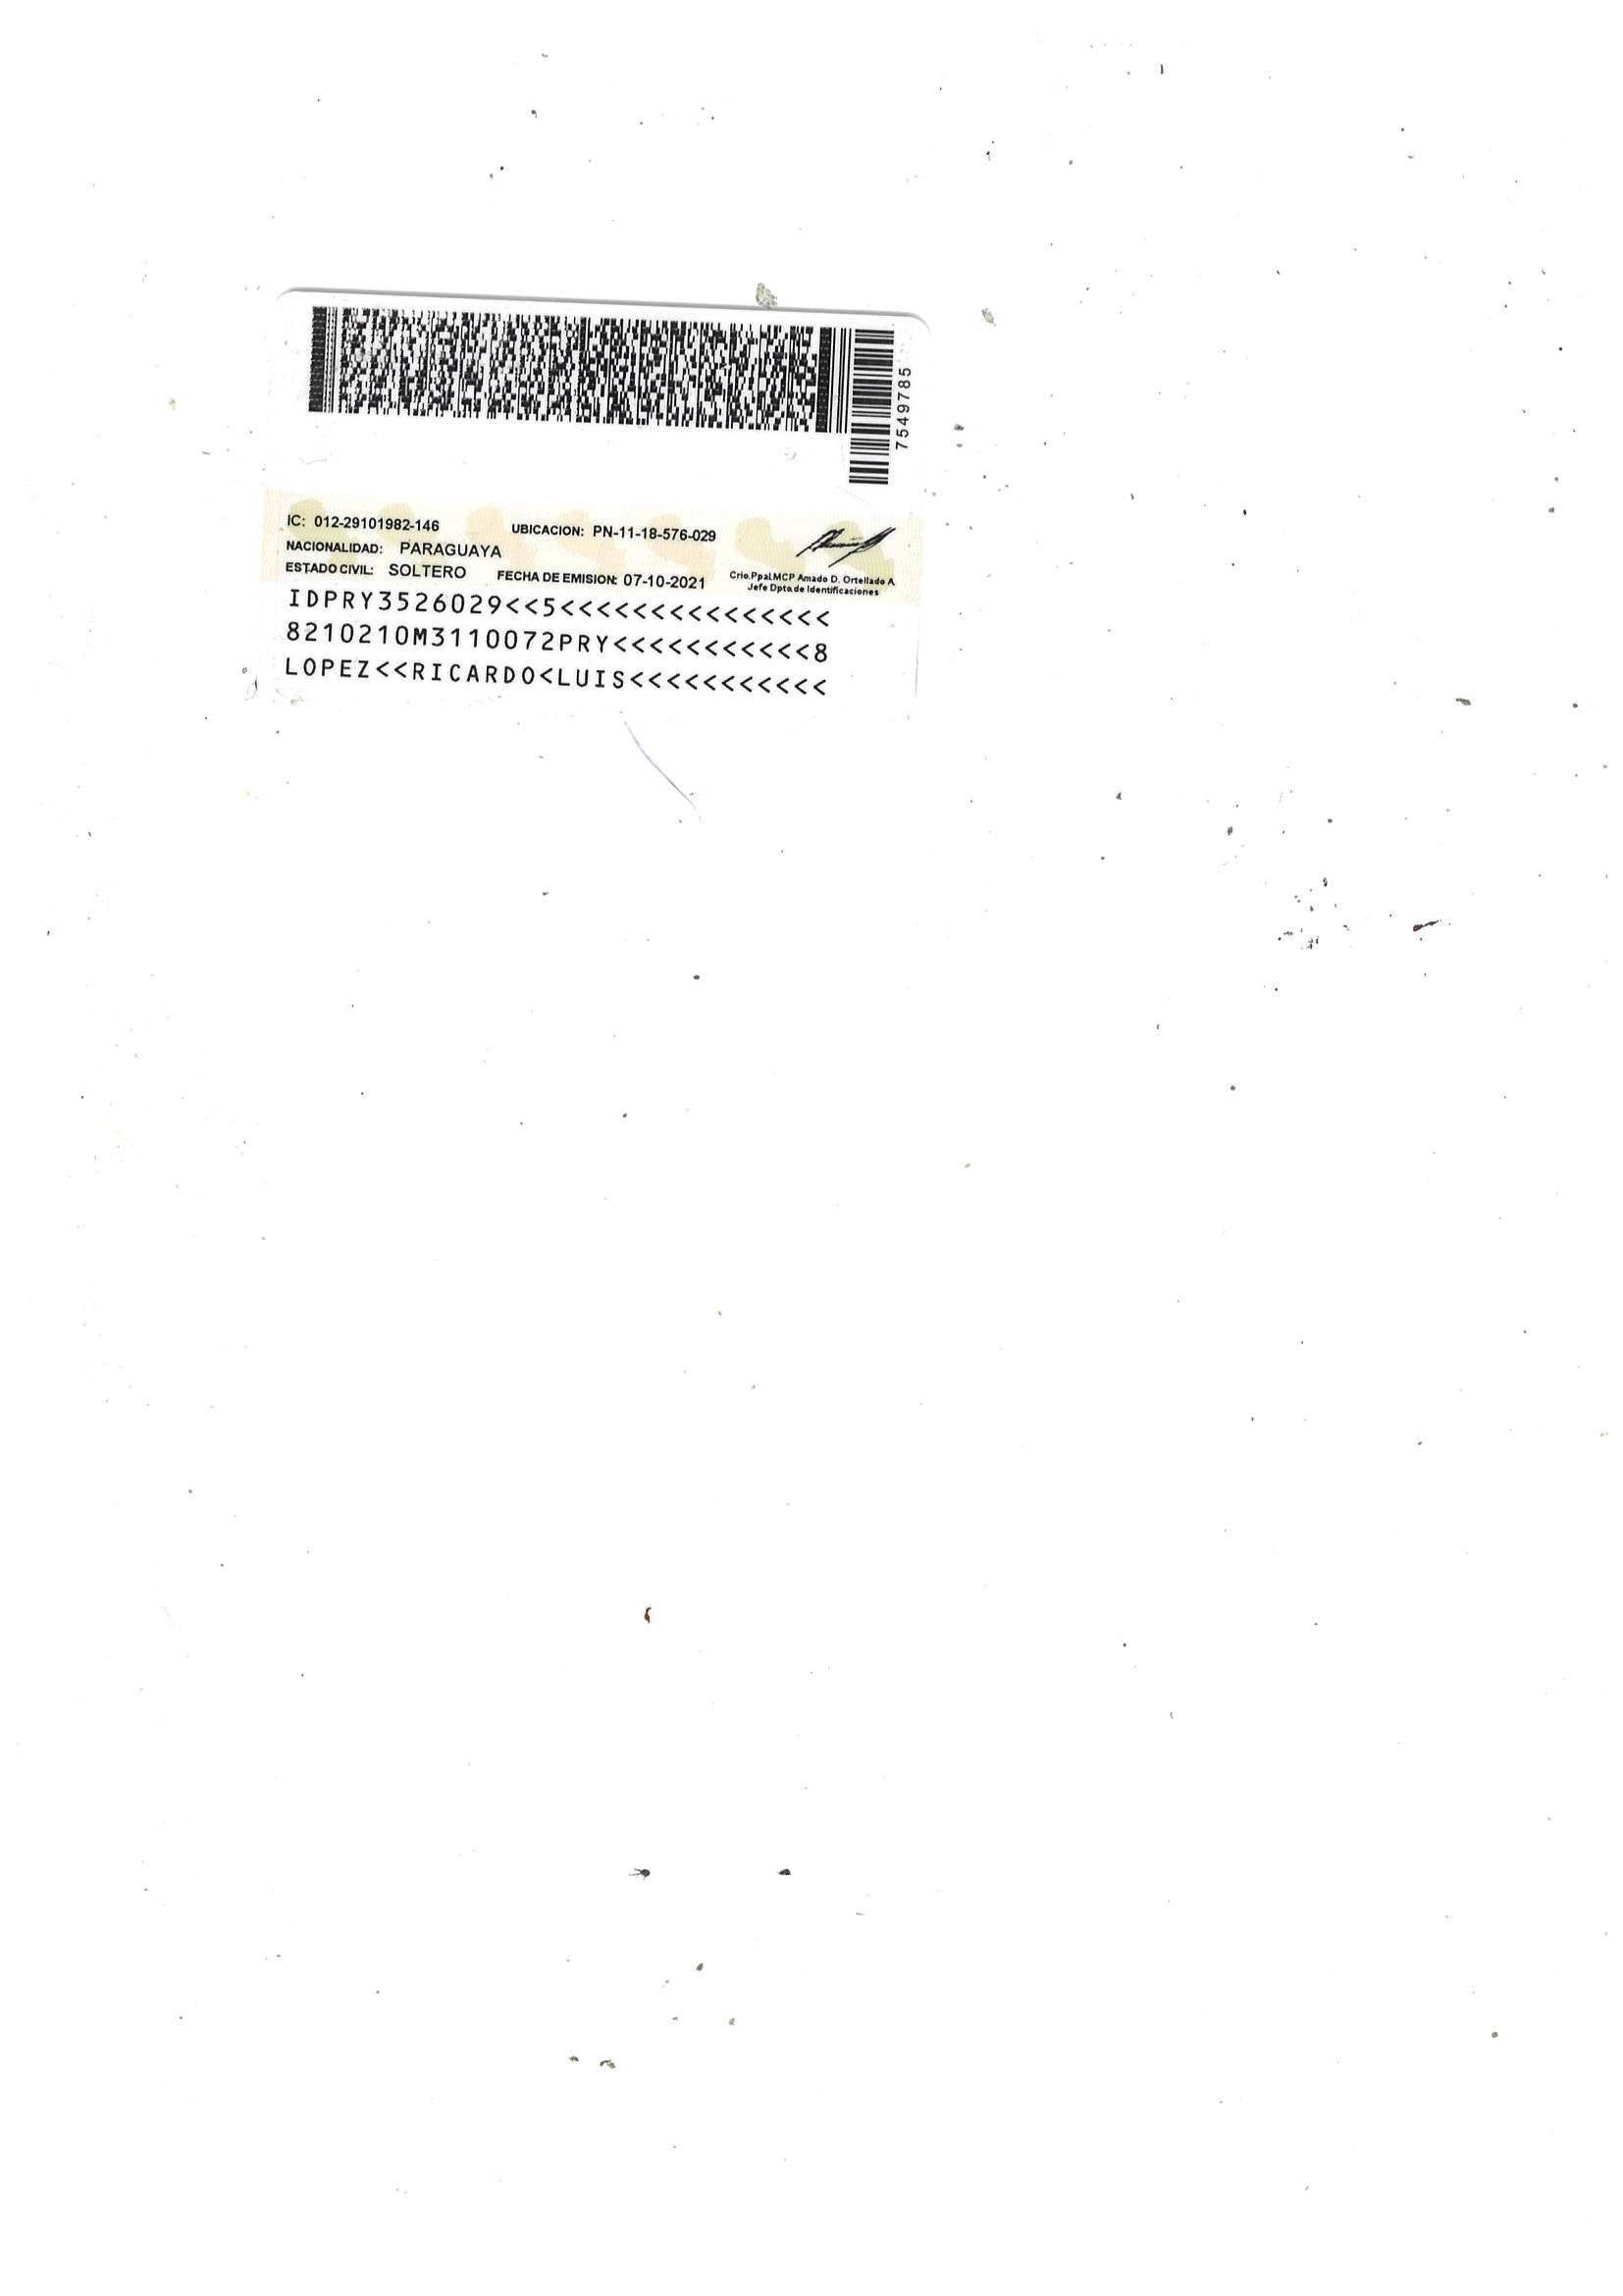 7549785
IC: 012-29101982-146 UBICACION: PN-11-18-576-029
NACIONALIDAD: PARAGUAYA
ESTADO CIVIL: SOLTERO FECHA DE EMISION: 07-10-2021
Crio.Ppal.MCP Amado D. Ortellado A
Jefe Dpto.de Identificaciones
IDPRY3526029<<5<<<<<<<<<<<<<<<
8210210M3110072PRY<<<<<<<<<<<8
LOPEZ<<RICARDO<LUIS<<<<<<<<<<<